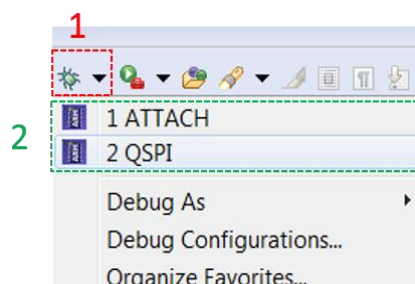 1
2
1 ATTACH
2 QSPI
Debug As
Debug Configurations...
Organize Favorites...